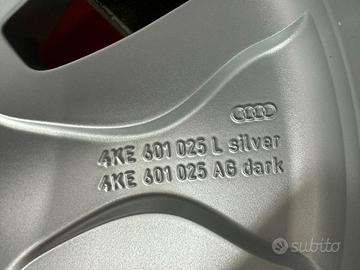 4KE 601 025 L silver
4KE 601 025 AG dark
subito